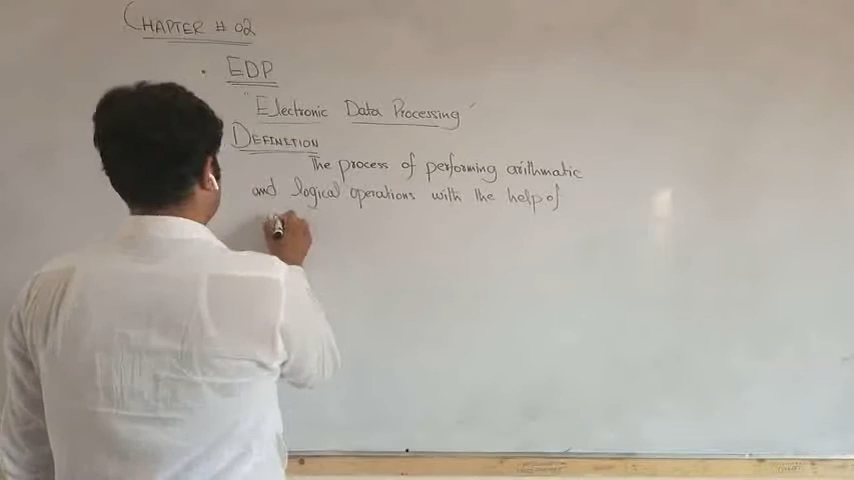 CHAPTER # 02
EDP
"Electronic Data Processing"
DEFINITION
The process of performing arithmatic
and logical operations with the help of